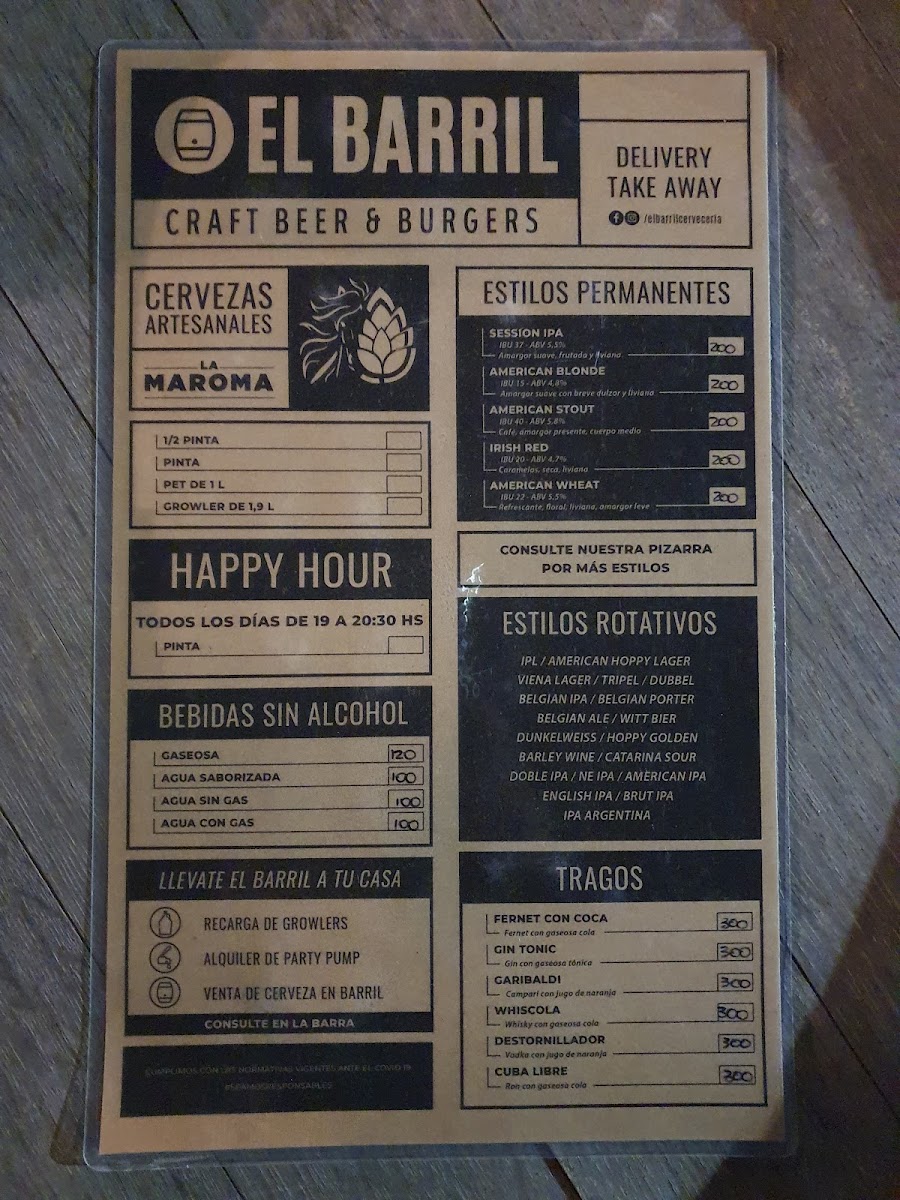 EL BARRIL
CRAFT BEER & BURGERS
DELIVERY
TAKE AWAY
/elbarrilcerveceria
CERVEZAS
ARTESANALES
LA
MAROMA
1/2 PINTA
PINTA
PET DE 1 L
GROWLER DE 1,9 L
HAPPY HOUR
TODOS LOS DÍAS DE 19 A 20:30 HS
PINTA
BEBIDAS SIN ALCOHOL
GASEOSA 120
AGUA SABORIZADA 100
AGUA SIN GAS 100
AGUA CON GAS 100
LLEVATE EL BARRIL A TU CASA
RECARGA DE GROWLERS
ALQUILER DE PARTY PUMP
VENTA DE CERVEZA EN BARRIL
CONSULTE EN LA BARRA
CUMPLIMOS CON LAS NORMATIVAS VIGENTES ANTE EL COVID 19
#SEAMOSRESPONSABLES
ESTILOS PERMANENTES
SESSION IPA
IBU 37 - ABV 5,5%
Amargor suave, frutada y liviana 200
AMERICAN BLONDE
IBU 15 - ABV 4,8%
Amargor suave con breve dulzor y liviana 200
AMERICAN STOUT
IBU 40 - ABV 5.8%
Café, amargor presente, cuerpo medio 200
IRISH RED
IBU 20 - ABV 4,7%
Caramelos, seca, liviana 200
AMERICAN WHEAT
IBU 22 - ABV 5,5%
Refrescante, floral, liviana, amargor leve 200
CONSULTE NUESTRA PIZARRA
POR MÁS ESTILOS
ESTILOS ROTATIVOS
IPL / AMERICAN HOPPY LAGER
VIENA LAGER / TRIPEL / DUBBEL
BELGIAN IPA / BELGIAN PORTER
BELGIAN ALE / WITT BIER
DUNKELWEISS / HOPPY GOLDEN
BARLEY WINE / CATARINA SOUR
DOBLE IPA / NE IPA / AMERICAN IPA
ENGLISH IPA / BRUT IPA
IPA ARGENTINA
TRAGOS
FERNET CON COCA 300
Fernet con gaseosa cola
GIN TONIC 300
Gin con gaseosa tónica
GARIBALDI 300
Campari con jugo de naranja
WHISCOLA 300
Whisky con gaseosa cola
DESTORNILLADOR 300
Vodka con jugo de naranja
CUBA LIBRE 300
Ron con gaseosa cola